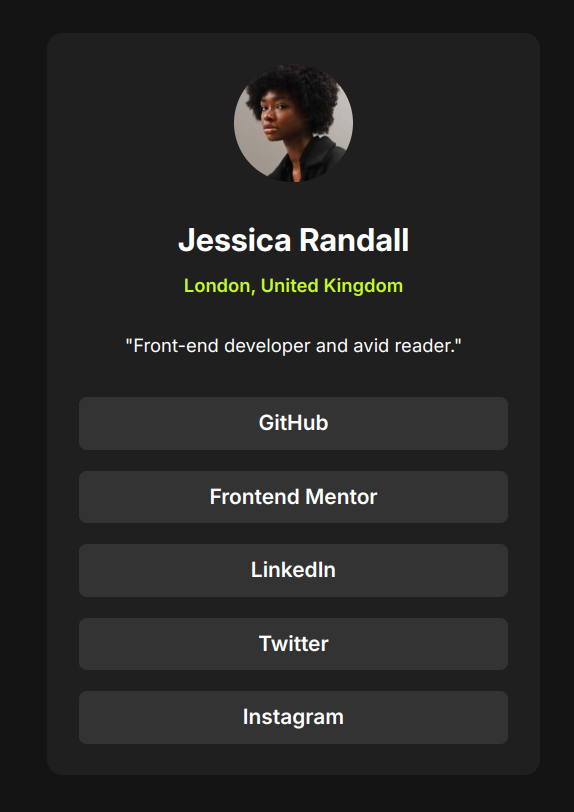 Jessica Randall
London, United Kingdom
"Front-end developer and avid reader."
GitHub
Frontend Mentor
LinkedIn
Twitter
Instagram